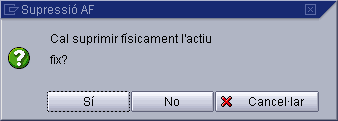 Supressió AF
Cal suprimir físicament l'actiu
fix?
Sí
No
Cancel·lar